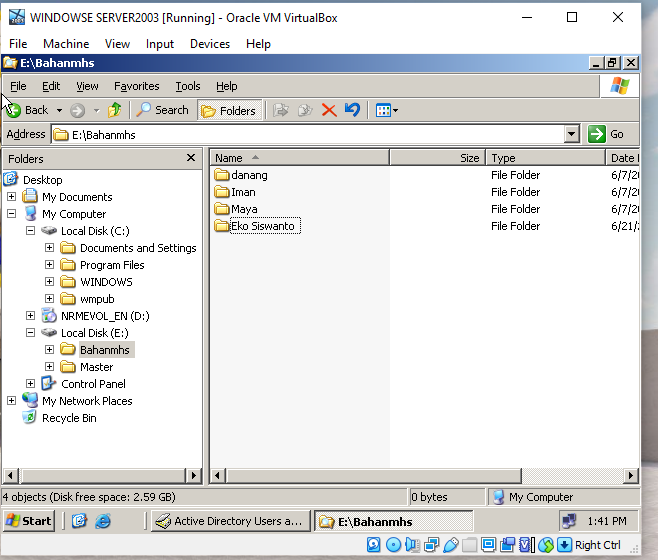 WINDOWSE SERVER2003 [Running] - Oracle VM VirtualBox
File Machine View Input Devices Help
E:\Bahanmhs
File Edit View Favorites Tools Help
Back Search Folders
Address E:\Bahanmhs Go
Folders
Desktop
My Documents
My Computer
Local Disk (C:)
Documents and Settings
Program Files
WINDOWS
wmpub
NRMEVOL_EN (D:)
Local Disk (E:)
Bahanmhs
Master
Control Panel
My Network Places
Recycle Bin
Name Size Type Date
danang File Folder 6/7/2
Iman File Folder 6/7/2
Maya File Folder 6/7/2
Eko Siswanto File Folder 6/21/
4 objects (Disk free space: 2.59 GB) 0 bytes My Computer
Start Active Directory Users a... E:\Bahanmhs 1:41 PM
Right Ctrl